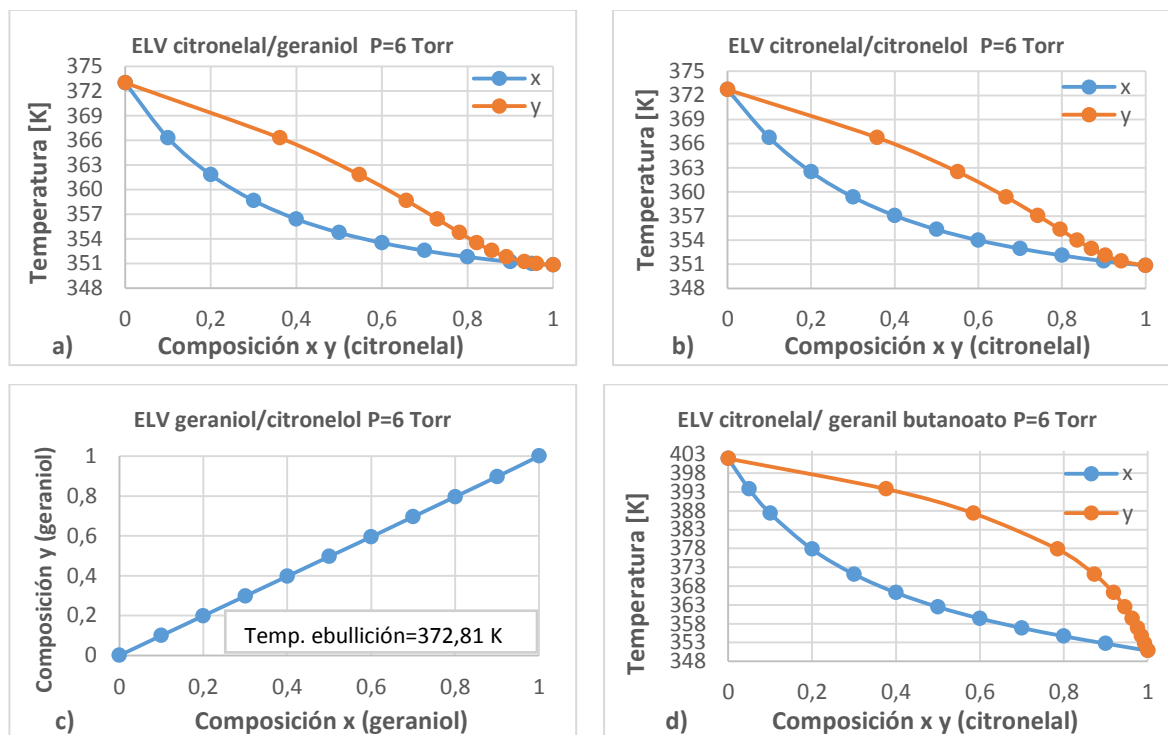 ELV citronelal/geraniol P=6 Torr
Temperatura [K]
375
372
369
366
363
360
357
354
351
348
x
y
0
0,2
0,4
0,6
0,8
1
a)
Composición x y (citronelal)
ELV citronelal/citronelol P=6 Torr
Temperatura [K]
375
372
369
366
363
360
357
354
351
348
x
y
0
0,2
0,4
0,6
0,8
1
b)
Composición x y (citronelal)
ELV geraniol/citronelol P=6 Torr
Composición y (geraniol)
1
0,8
0,6
0,4
0,2
0
Temp. ebullición=372,81 K
0
0,2
0,4
0,6
0,8
1
c)
Composición x (geraniol)
ELV citronelal/ geranil butanoato P=6 Torr
Temperatura [K]
403
398
393
388
383
378
373
368
363
358
353
348
x
y
0
0,2
0,4
0,6
0,8
1
d)
Composición x y (citronelal)